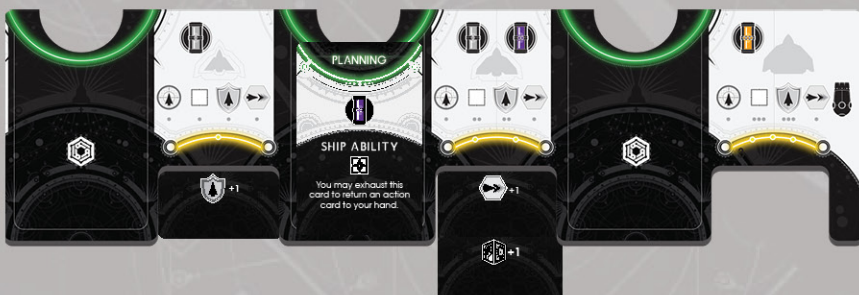 PLANNING
SHIP ABILITY
You may exhaust this
card to return an action
card to your hand.
+1
+1
+1